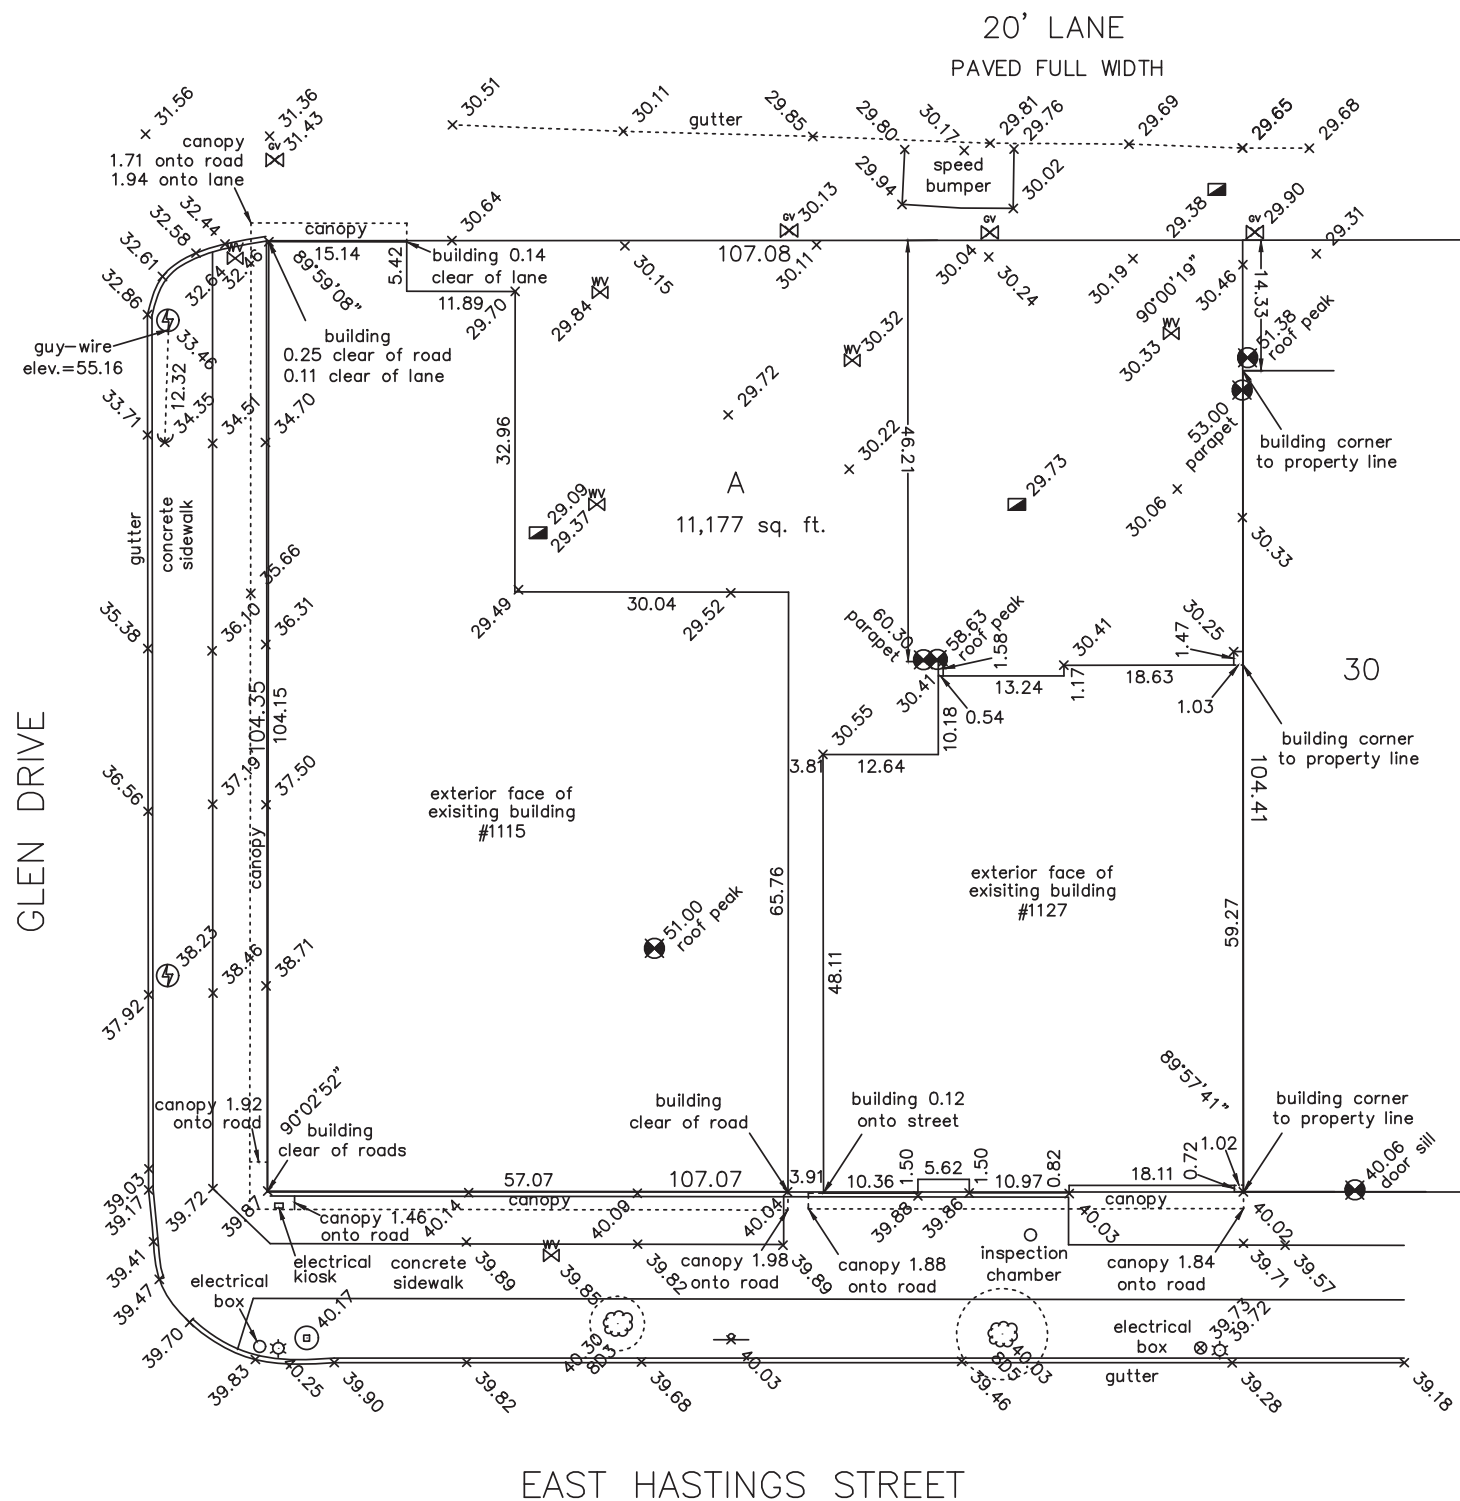 20' LANE
PAVED FULL WIDTH
31.56
31.36
GV
31.43
30.51
30.11
gutter
29.85
29.80
30.17
29.81
29.76
29.69
29.65
29.68
canopy
1.71 onto road
1.94 onto lane
speed
bumper
29.94
30.02
29.38
GV
29.90
29.31
32.44
32.58
32.61
32.86
WV
32.64
32.46
canopy
15.14
5.42
30.64
building 0.14
clear of lane
11.89
29.70
89°59'08"
30.15
107.08
GV
30.13
30.11
GV
30.04
30.24
30.19
90°00'19"
30.46
14.33
WV
29.84
WV
30.32
WV
30.33
51.38
roof peak
guy-wire
elev.=55.16
33.46
12.32
building
0.25 clear of road
0.11 clear of lane
33.71
34.35
34.51
34.70
32.96
29.72
30.22
46.21
53.00
parapet
building corner
to property line
A
11,177 sq. ft.
29.09
WV
29.37
29.73
30.06
30.33
gutter
concrete
sidewalk
35.66
35.38
36.10
36.31
29.49
30.04
29.52
60.30
parapet
58.63
roof peak
1.58
30.41
30.41
13.24
1.17
18.63
30.25
1.47
1.03
0.54
30
104.35
104.15
30.55
10.18
3.81
12.64
building corner
to property line
104.41
36.56
37.19
37.50
canopy
exterior face of
exisiting building
#1115
exterior face of
exisiting building
#1127
65.76
48.11
59.27
GLEN DRIVE
38.23
37.92
38.46
38.71
51.00
roof peak
canopy 1.92
onto road
90°02'52"
building
clear of roads
building
clear of road
building 0.12
onto street
89°57'41"
building corner
to property line
40.06
door sill
39.03
39.17
39.72
39.87
57.07
107.07
canopy
3.91
10.36
1.50
5.62
1.50
10.97
0.82
18.11
0.72
1.02
canopy
40.14
40.09
40.04
39.88
39.86
40.03
40.02
canopy 1.46
onto road
39.41
39.47
electrical
kiosk
electrical
box
concrete
sidewalk
39.89
WV
39.85
39.82
canopy 1.98
onto road
39.89
canopy 1.88
onto road
inspection
chamber
canopy 1.84
onto road
39.71
39.57
40.17
39.70
39.83
40.25
39.90
39.82
40.30
8D3
39.68
40.03
40.03
8D5
39.46
electrical
box
39.73
39.72
gutter
39.28
39.18
EAST HASTINGS STREET